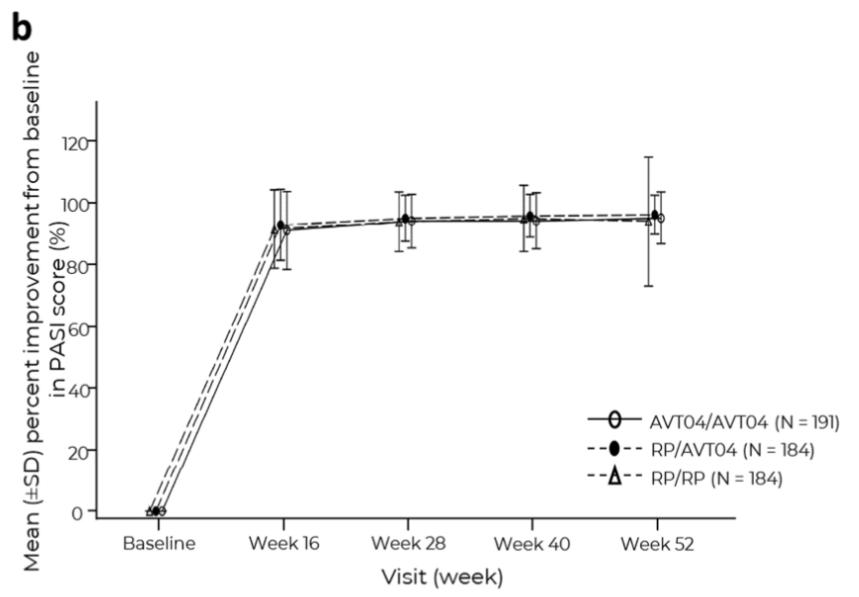 b
Mean (±SD) percent improvement from baseline
in PASI score (%)
120
100
80
60
40
20
0
Baseline
Week 16
Week 28
Week 40
Week 52
Visit (week)
AVT04/AVT04 (N = 191)
RP/AVT04 (N = 184)
RP/RP (N = 184)